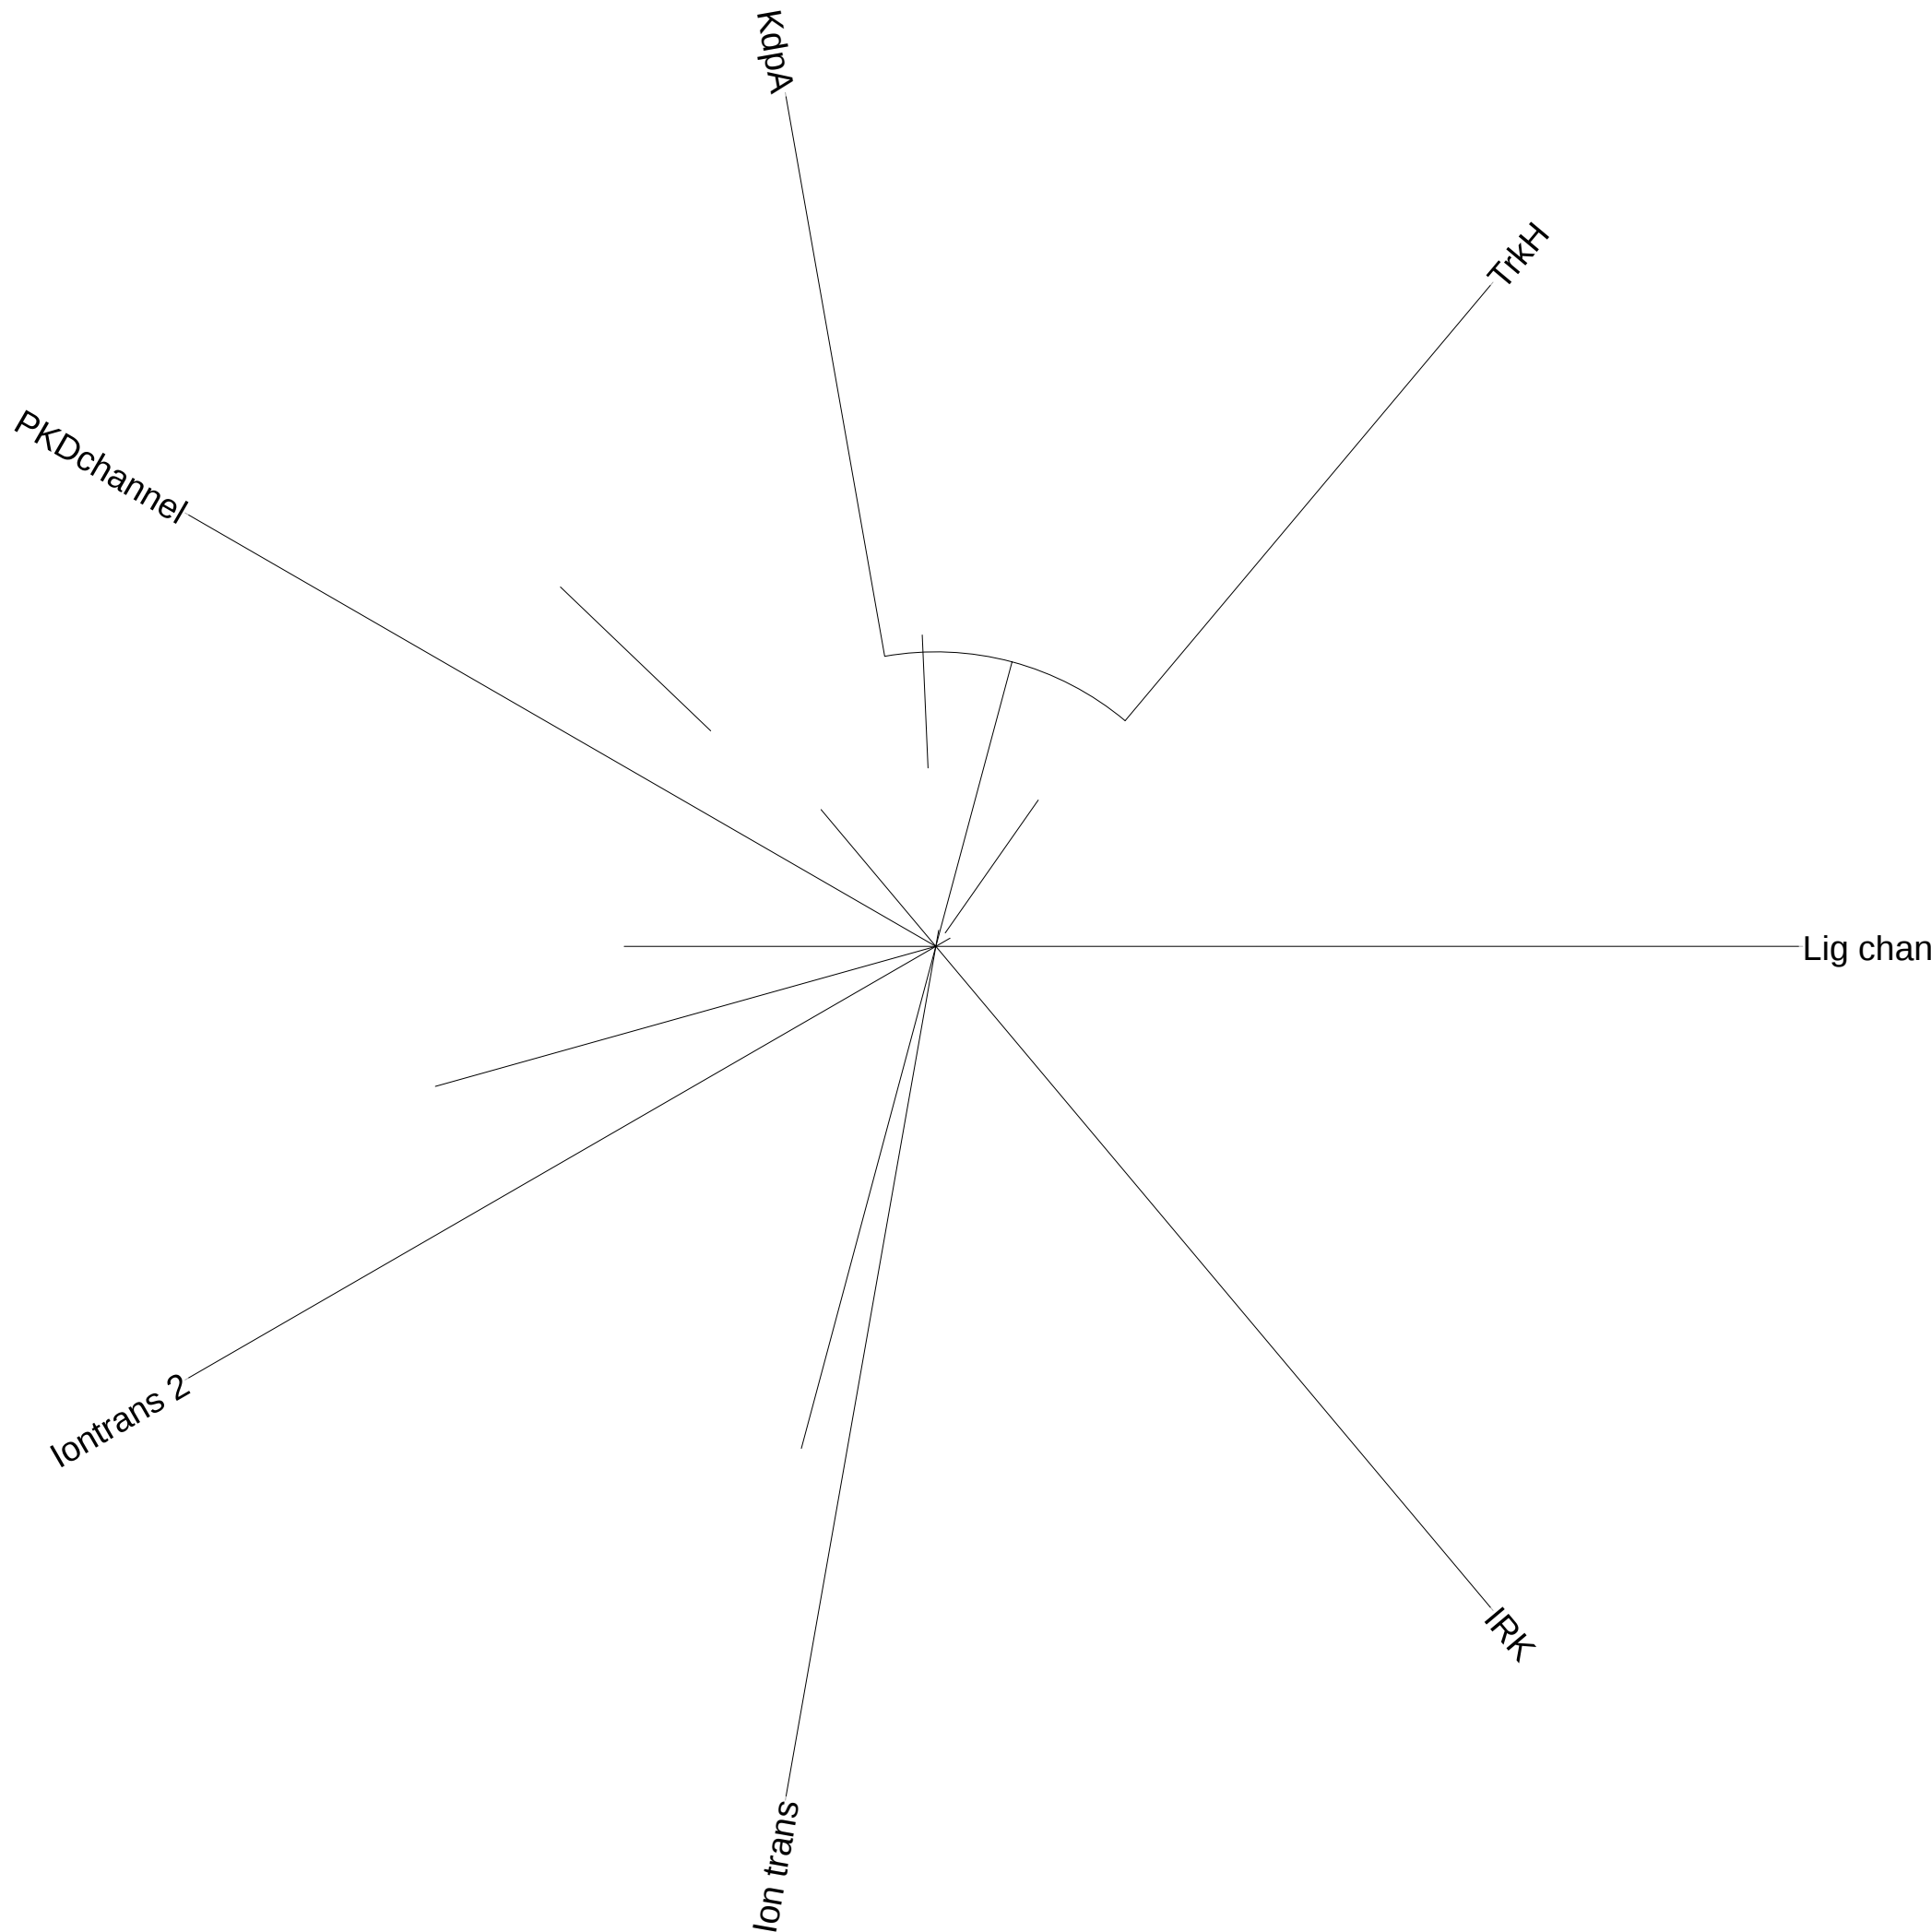 KdpA
TrkH
PKDchannel
Lig chan
Iontrans 2
IRK
Ion trans